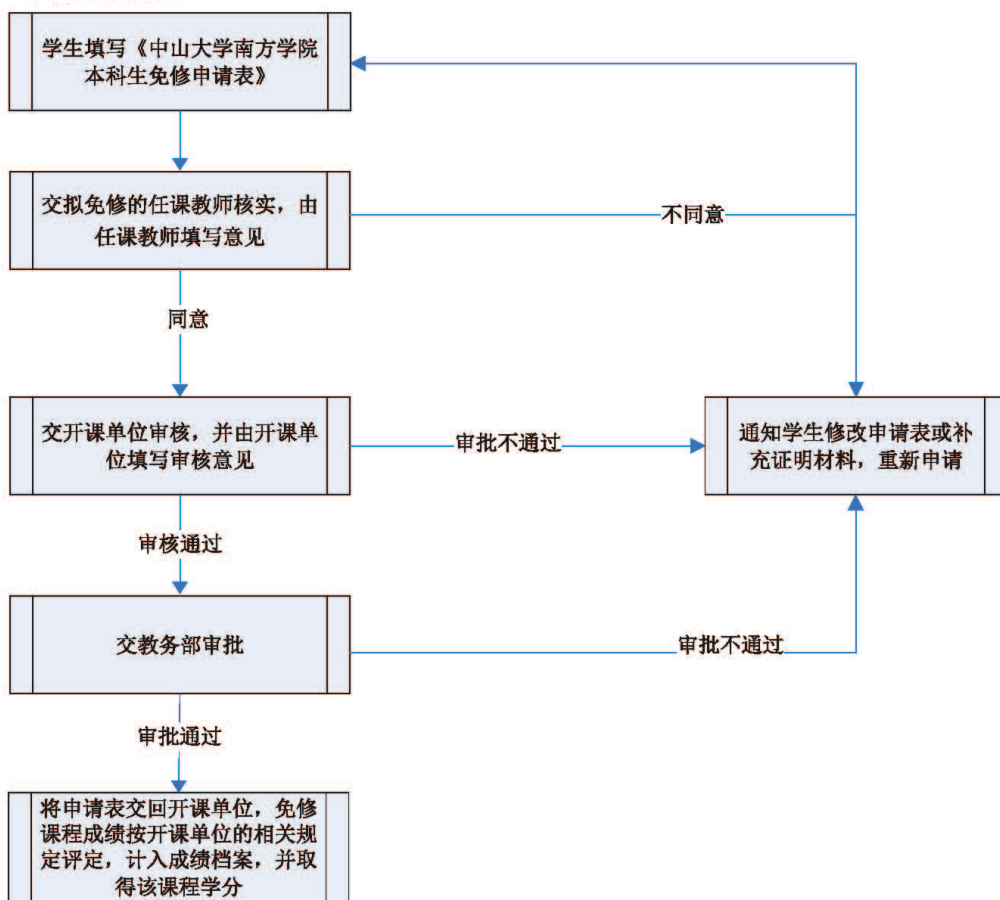 学生填写《中山大学南方学院
本科生免修申请表》
交拟免修的任课教师核实，由
任课教师填写意见
不同意
同意
交开课单位审核，并由开课单
位填写审核意见
审批不通过
通知学生修改申请表或补
充证明材料，重新申请
审核通过
交教务部审批
审批不通过
审批通过
将申请表交回开课单位，免修
课程成绩按开课单位的相关规
定评定，计入成绩档案，并取
得该课程学分